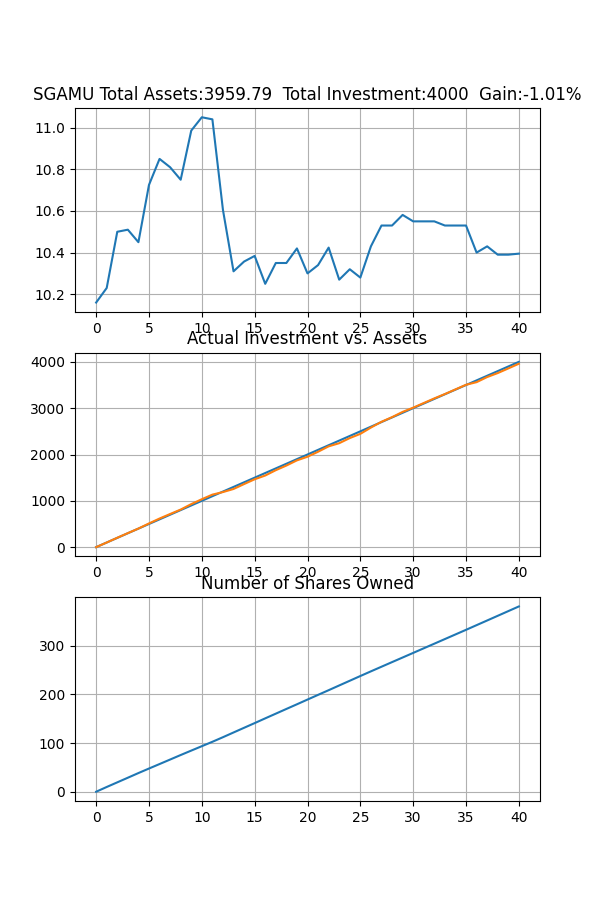 SGAMU Total Assets:3959.79  Total Investment:4000  Gain:-1.01%
11.0
10.8
10.6
10.4
10.2
0 5 10 15 20 25 30 35 40
Actual Investment vs. Assets
4000
3000
2000
1000
0
0 5 10 15 20 25 30 35 40
Number of Shares Owned
300
200
100
0
0 5 10 15 20 25 30 35 40